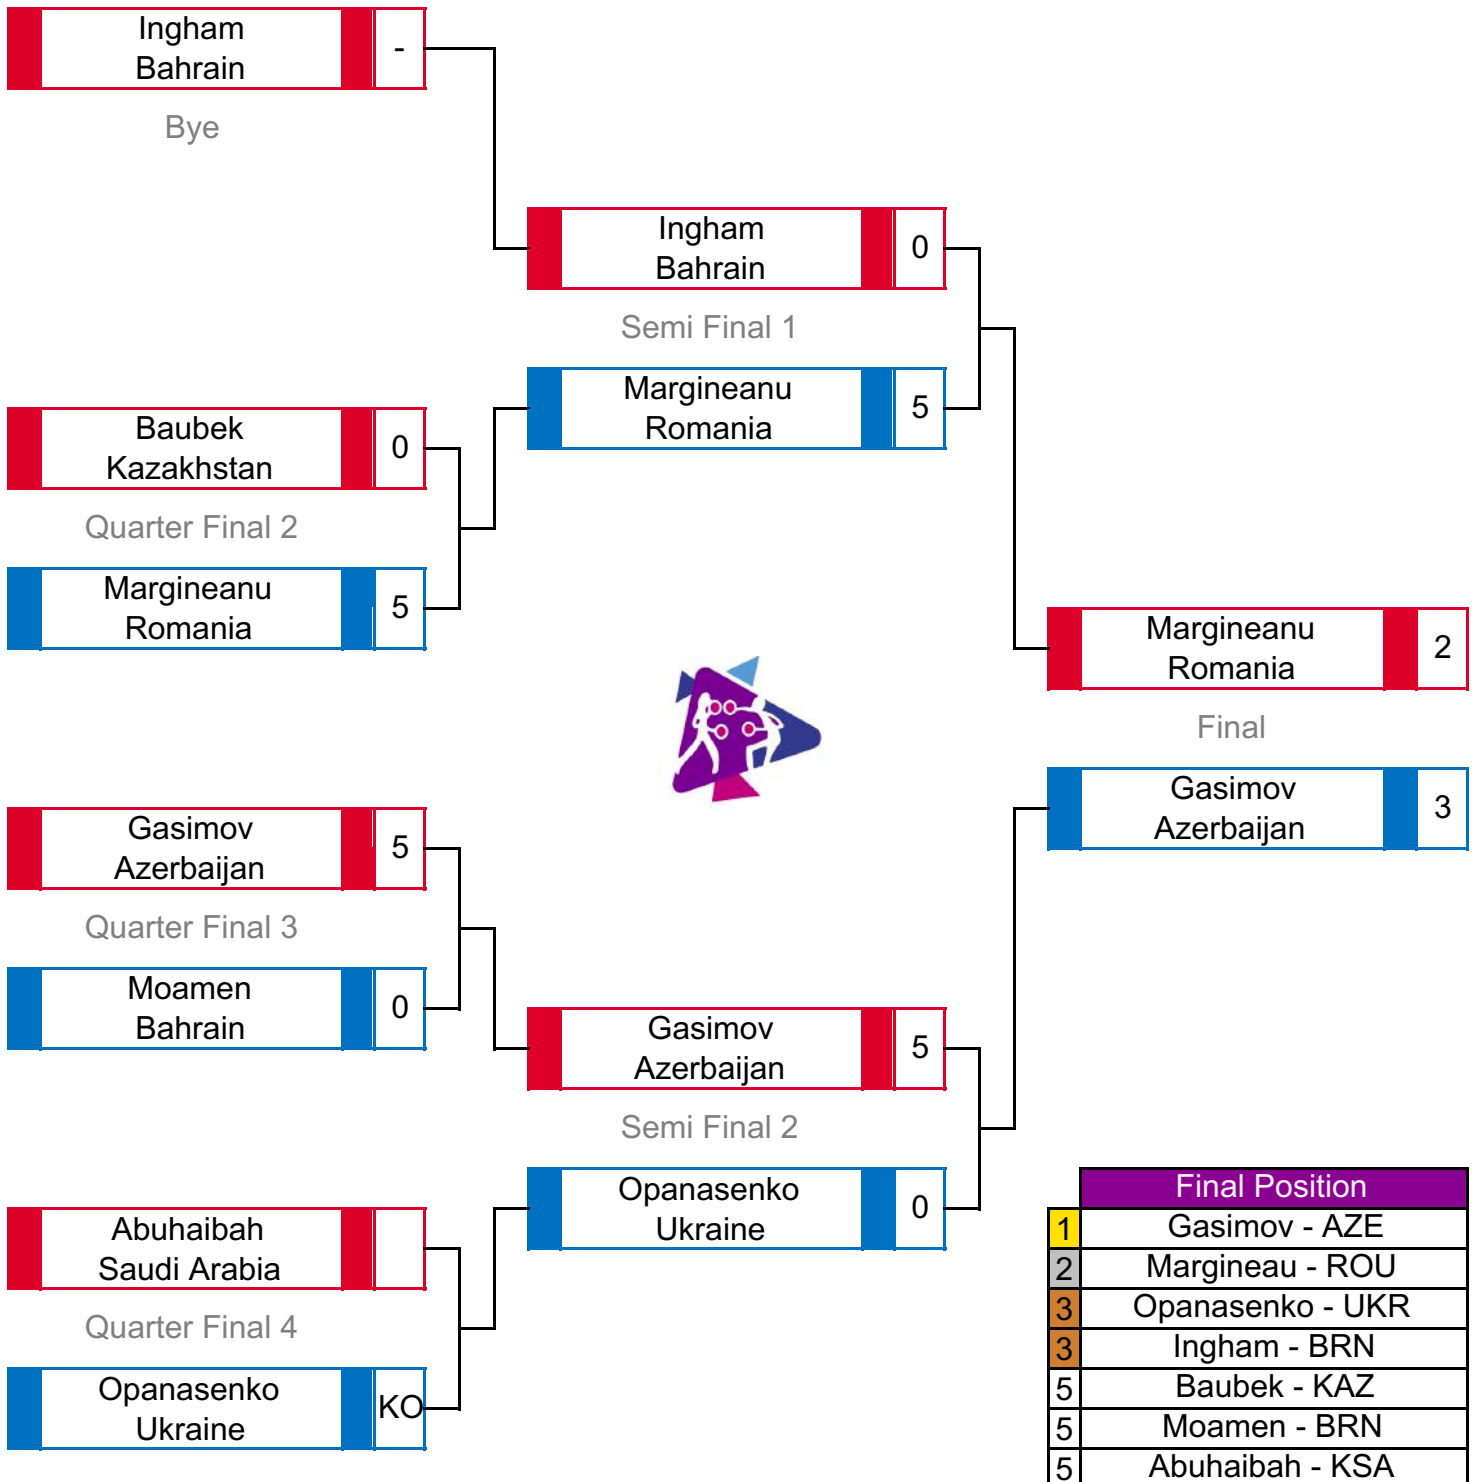 Ingham
Bahrain
-
Bye
Ingham
Bahrain
0
Semi Final 1
Margineanu
Romania
5
Baubek
Kazakhstan
0
Quarter Final 2
Margineanu
Romania
5
Margineanu
Romania
2
Final
Gasimov
Azerbaijan
3
Gasimov
Azerbaijan
5
Quarter Final 3
Moamen
Bahrain
0
Gasimov
Azerbaijan
5
Semi Final 2
Opanasenko
Ukraine
0
Abuhaibah
Saudi Arabia
Quarter Final 4
Opanasenko
Ukraine
KO
Final Position
1 Gasimov - AZE
2 Margineau - ROU
3 Opanasenko - UKR
3 Ingham - BRN
5 Baubek - KAZ
5 Moamen - BRN
5 Abuhaibah - KSA